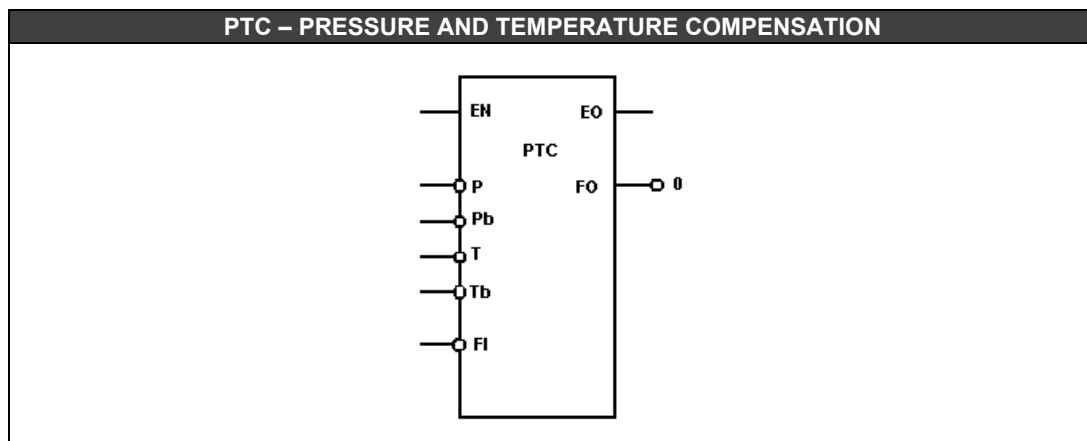 PTC – PRESSURE AND TEMPERATURE COMPENSATION
EN EO
PTC
P FO 0
Pb
T
Tb
FI